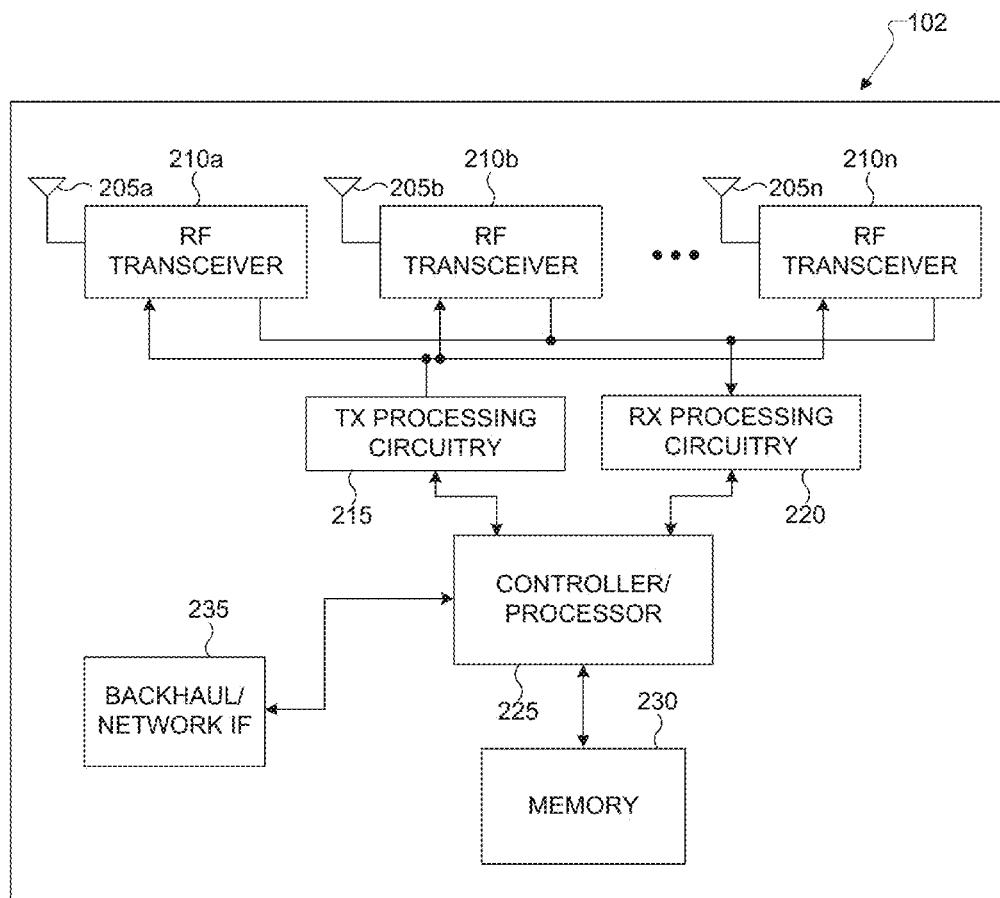 102
210a
210b
210n
205a
205b
205n
RF
TRANSCEIVER
RF
TRANSCEIVER
RF
TRANSCEIVER
TX PROCESSING
CIRCUITRY
RX PROCESSING
CIRCUITRY
215
220
CONTROLLER/
PROCESSOR
235
BACKHAUL/
NETWORK IF
225
230
MEMORY